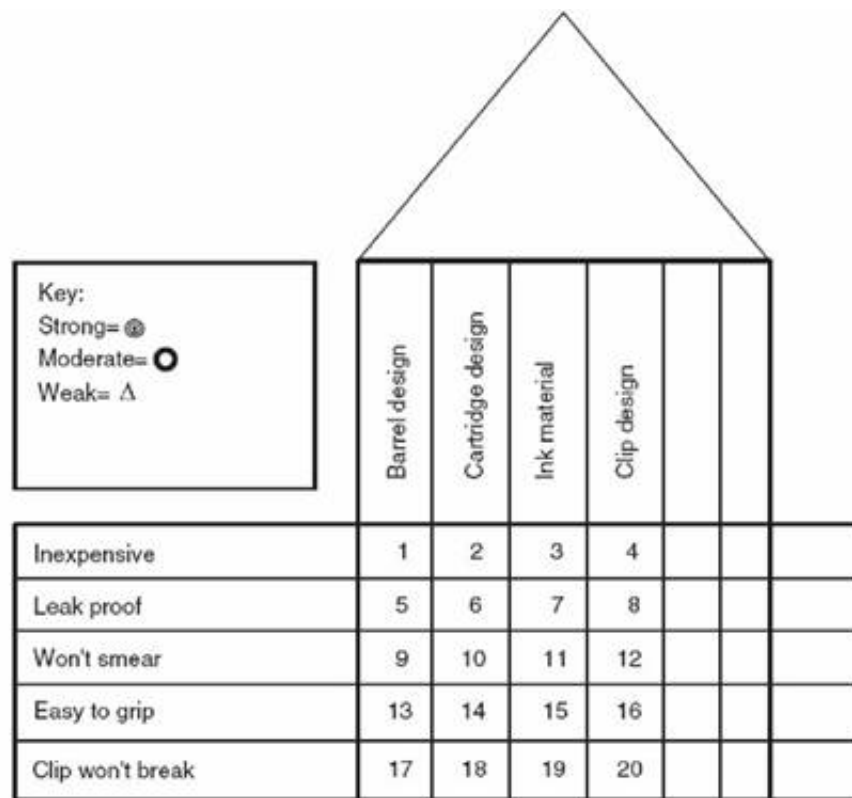 Key:
Strong= ◎
Moderate= O
Weak= Δ
Barrel design
Cartridge design
Ink material
Clip design
Inexpensive 1 2 3 4
Leak proof 5 6 7 8
Won't smear 9 10 11 12
Easy to grip 13 14 15 16
Clip won't break 17 18 19 20